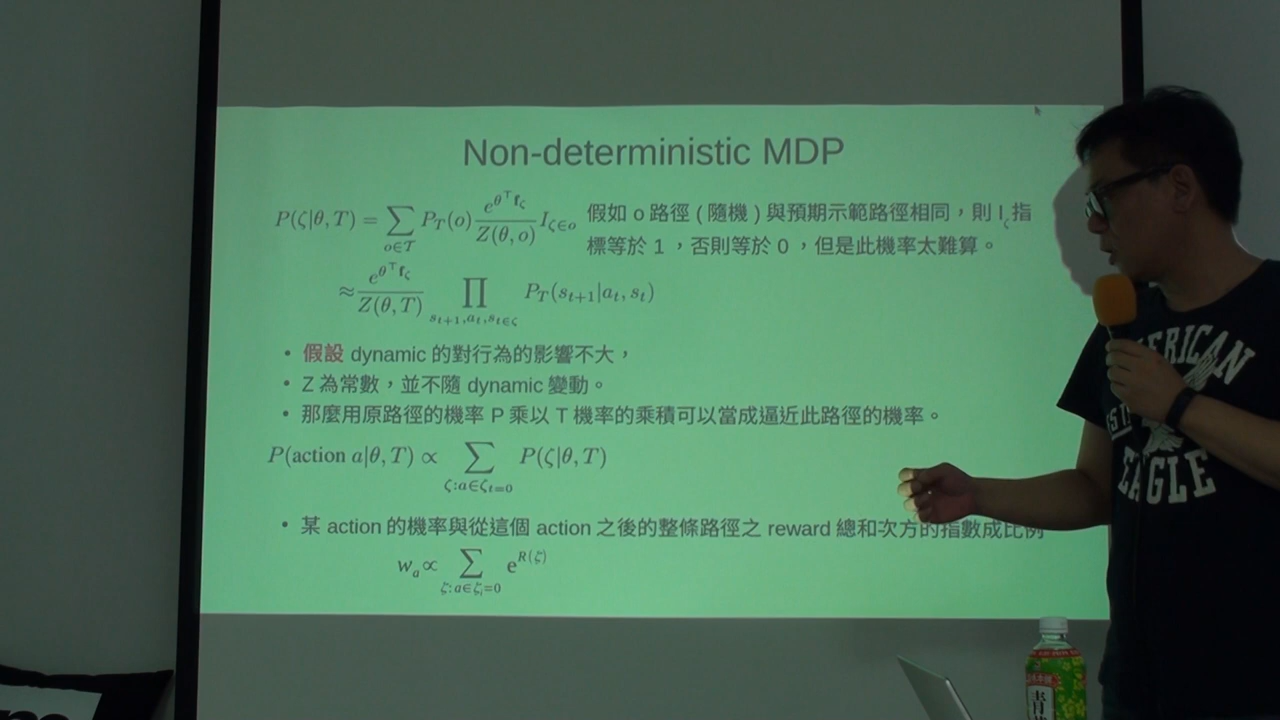 Non-deterministic MDP
P(ζ|θ, T) = ∑_{o∈𝒯} P_T(o) e^{θ^⊤ f_ζ} / Z(θ, o) I_{ζ∈o}
假如 o 路徑 ( 隨機 ) 與預期示範路徑相同,則 I_ζ 指
標等於 1 ,否則等於 0 ,但是此機率太難算。
≈ e^{θ^⊤ f_ζ} / Z(θ, T) ∏_{s_{t+1}, a_t, s_t∈ζ} P_T(s_{t+1}|a_t, s_t)
• 假設 dynamic 的對行為的影響不大,
• Z 為常數,並不隨 dynamic 變動。
• 那麼用原路徑的機率 P 乘以 T 機率的乘積可以當成逼近此路徑的機率。
P(action a|θ, T) ∝ ∑_{ζ:a∈ζ_{t=0}} P(ζ|θ, T)
• 某 action 的機率與從這個 action 之後的整條路徑之 reward 總和次方的指數成比例
w_a ∝ ∑_{ζ:a∈ζ_t=0} e^{R(ζ)}
AMERICAN
EAGLE